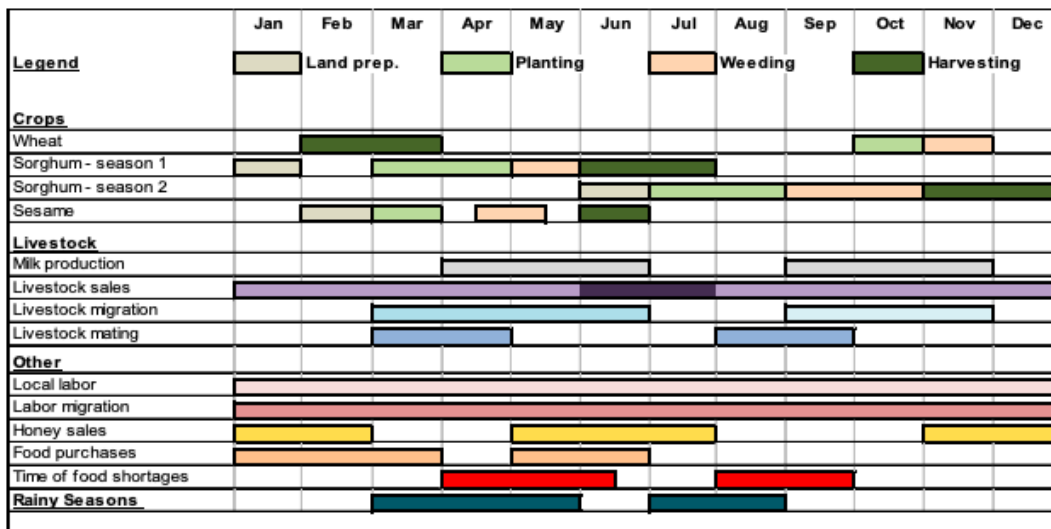 Jan Feb Mar Apr May Jun Jul Aug Sep Oct Nov Dec
Legend Land prep. Planting Weeding Harvesting
Crops
Wheat
Sorghum - season 1
Sorghum - season 2
Sesame
Livestock
Milk production
Livestock sales
Livestock migration
Livestock mating
Other
Local labor
Labor migration
Honey sales
Food purchases
Time of food shortages
Rainy Seasons